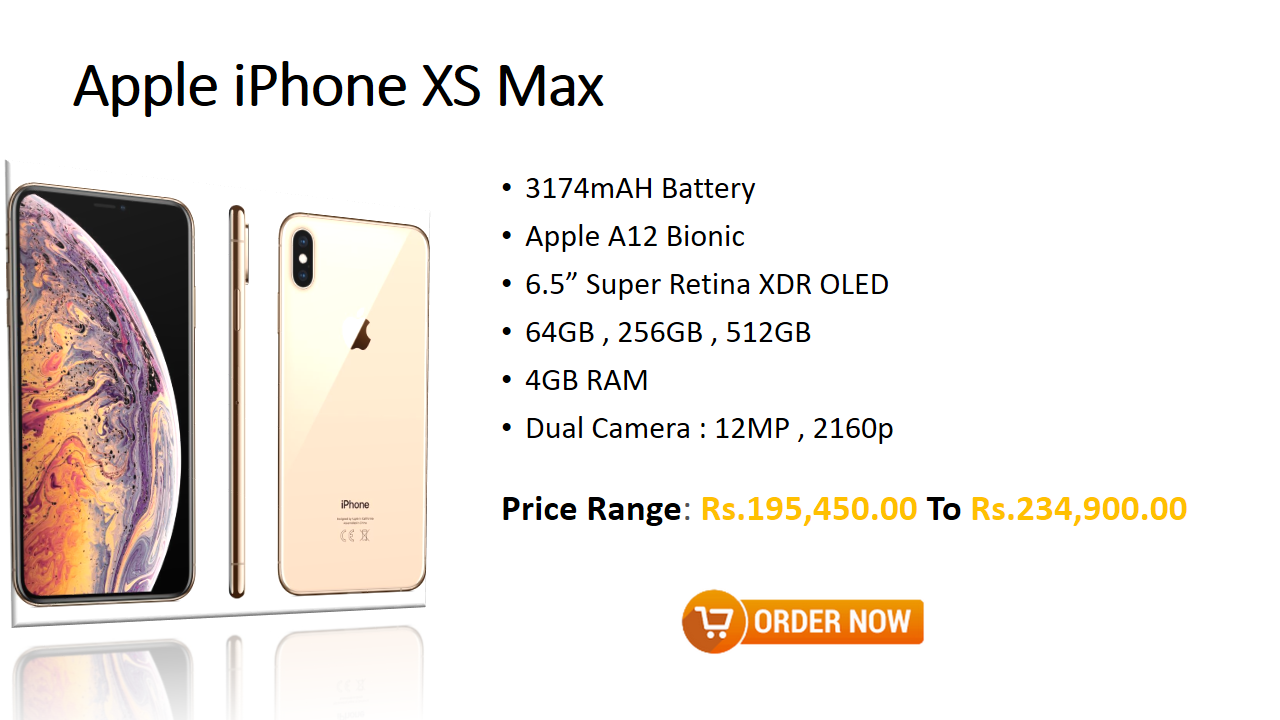 Apple iPhone XS Max
• 3174mAH Battery
• Apple A12 Bionic
• 6.5” Super Retina XDR OLED
• 64GB , 256GB , 512GB
• 4GB RAM
• Dual Camera : 12MP , 2160p
iPhone
Price Range: Rs.195,450.00 To Rs.234,900.00
ORDER NOW